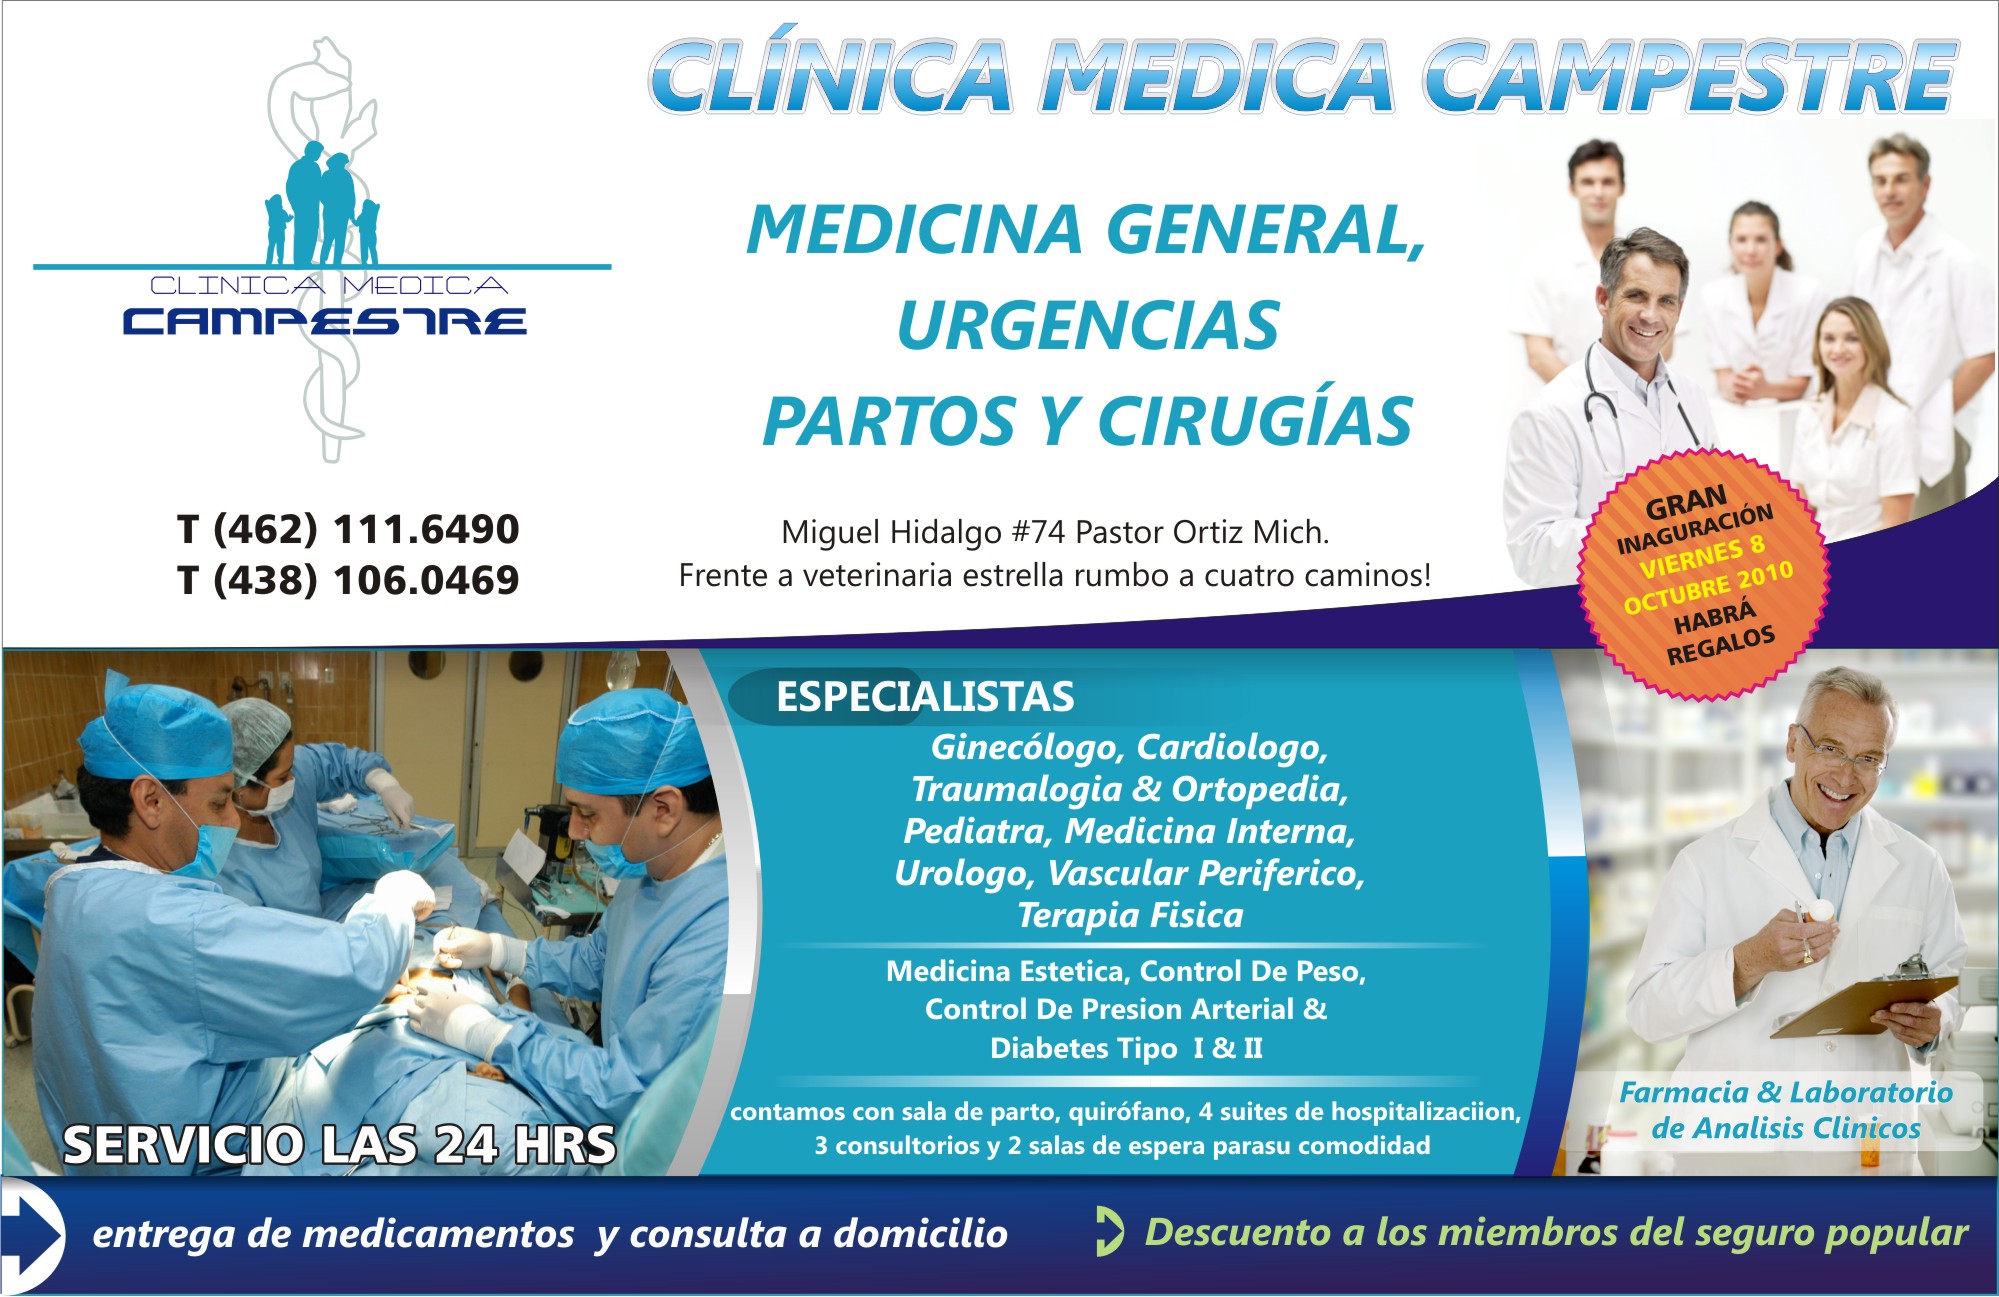 CLÍNICA MEDICA CAMPESTRE
CLINICA MEDICA
CAMPESTRE
MEDICINA GENERAL,
URGENCIAS
PARTOS Y CIRUGÍAS
T (462) 111.6490
T (438) 106.0469
Miguel Hidalgo #74 Pastor Ortiz Mich.
Frente a veterinaria estrella rumbo a cuatro caminos!
GRAN
INAGURACIÓN
VIERNES 8
OCTUBRE 2010
HABRÁ
REGALOS
ESPECIALISTAS
Ginecólogo, Cardiologo,
Traumalogia & Ortopedia,
Pediatra, Medicina Interna,
Urologo, Vascular Periferico,
Terapia Fisica
Medicina Estetica, Control De Peso,
Control De Presion Arterial &
Diabetes Tipo I & II
contamos con sala de parto, quirófano, 4 suites de hospitalizaciion,
3 consultorios y 2 salas de espera parasu comodidad
SERVICIO LAS 24 HRS
Farmacia & Laboratorio
de Analisis Clinicos
entrega de medicamentos y consulta a domicilio
Descuento a los miembros del seguro popular